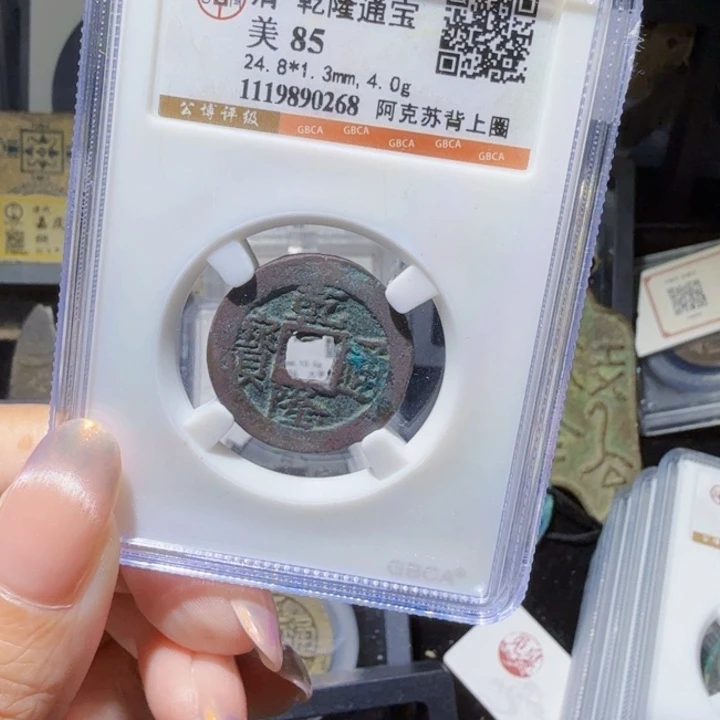 清 乾隆通宝
美 85
24.8*1.3mm, 4.0g
1119890268 阿克苏背上圈
公博评级 GBCA GBCA GBCA GBCA GBCA
乾隆通寶
GBCA